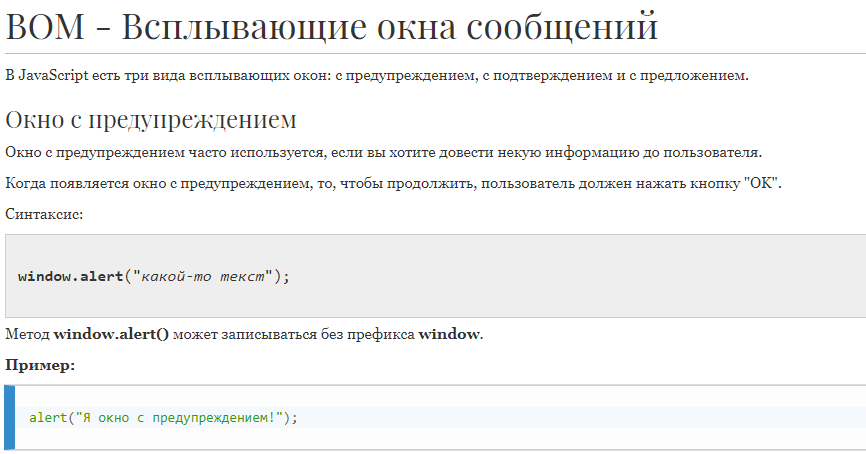 BOM - Всплывающие окна сообщений
В JavaScript есть три вида всплывающих окон: с предупреждением, с подтверждением и с предложением.
Окно с предупреждением
Окно с предупреждением часто используется, если вы хотите довести некую информацию до пользователя.
Когда появляется окно с предупреждением, то, чтобы продолжить, пользователь должен нажать кнопку "OK".
Синтаксис:
window.alert("какой-то текст");
Метод window.alert() может записываться без префикса window.
Пример:
alert("Я окно с предупреждением!");